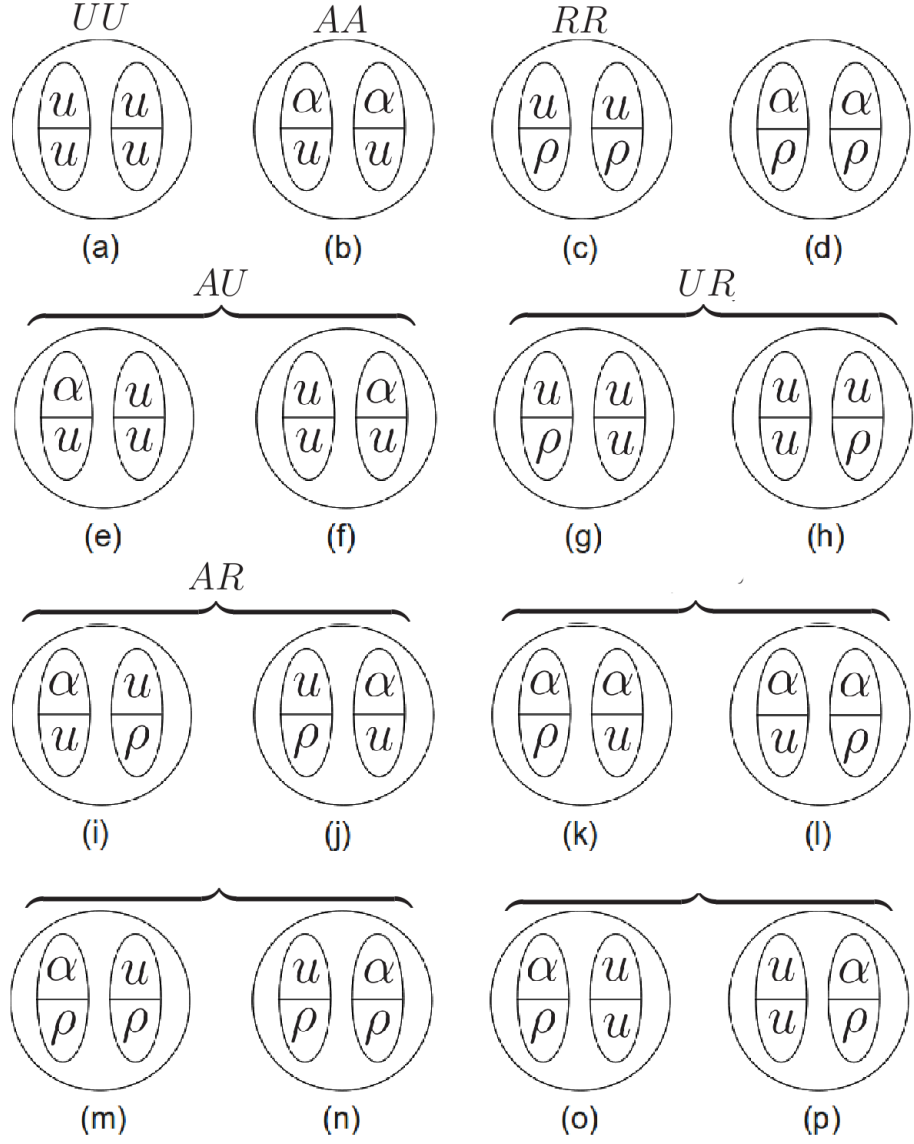 UU AA RR
u u α α u u α α
u u u u ρ ρ ρ ρ
(a) (b) (c) (d)
AU UR
α u u α u u u u
u u u u ρ u u ρ
(e) (f) (g) (h)
AR
α u u α α α α α
u ρ ρ u ρ u u ρ
(i) (j) (k) (l)
α u u α α u u α
ρ ρ ρ ρ ρ u u ρ
(m) (n) (o) (p)